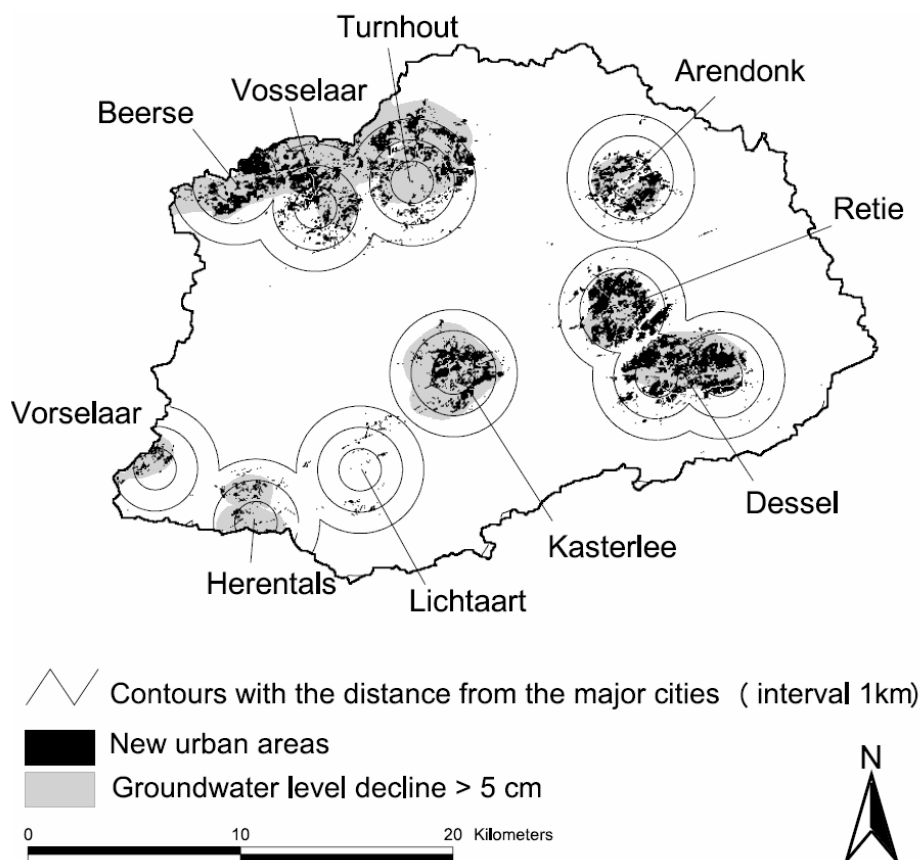 Turnhout
Arendonk
Vosselaar
Beerse
Retie
Vorselaar
Dessel
Kasterlee
Herentals
Lichtaart
Contours with the distance from the major cities ( interval 1km)
New urban areas
Groundwater level decline > 5 cm
N
0 10 20 Kilometers